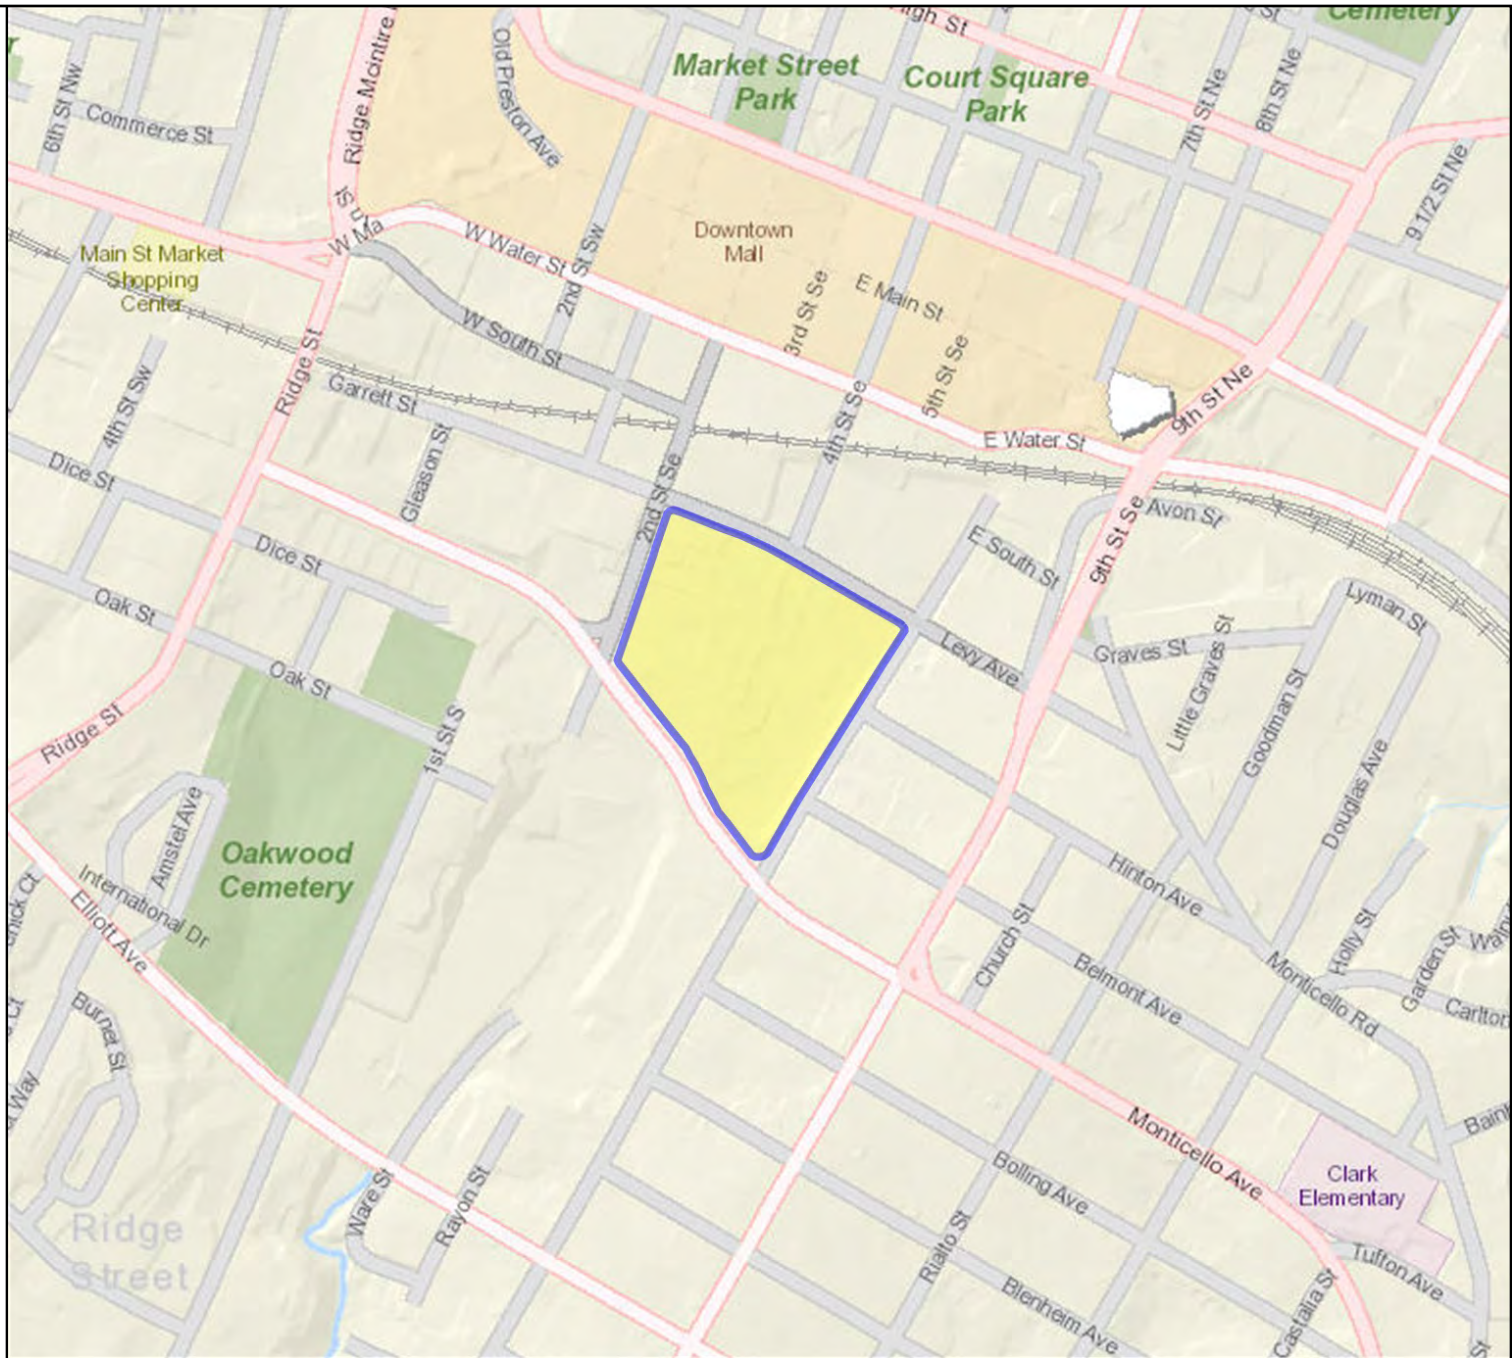 Cemetery
High St
Market Street
Park
Court Square
Park
Old Preston Ave
Ridge Mcintire
6th St Nw
Commerce St
7th St Ne
8th St Ne
9 1/2 St Ne
W Ma
n St
W Water St
2nd St Sw
Downtown
Mall
Main St Market
Shopping
Center
3rd St Se
E Main St
W South St
Ridge St
Garrett St
4th St Sw
5th St Se
4th St Se
9th St Ne
E Water St
Gleason St
Dice St
2nd St Se
Avon St
9th St Se
E South St
Dice St
Lyman St
Oak St
Levy Ave
Graves St
Little Graves St
Oak St
Goodman St
Ridge St
1st St S
Douglas Ave
Amstel Ave
Oakwood
Cemetery
International Dr
Elliott Ave
Hinton Ave
Church St
Holly St
Garden St
Belmont Ave
Monticello Rd
Carlton
Burnet St
Monticello Ave
Clark
Elementary
Bolling Ave
Ware St
Rayon St
Ridge
Street
Rialto St
Tufton Ave
Blenheim Ave
Castalia St